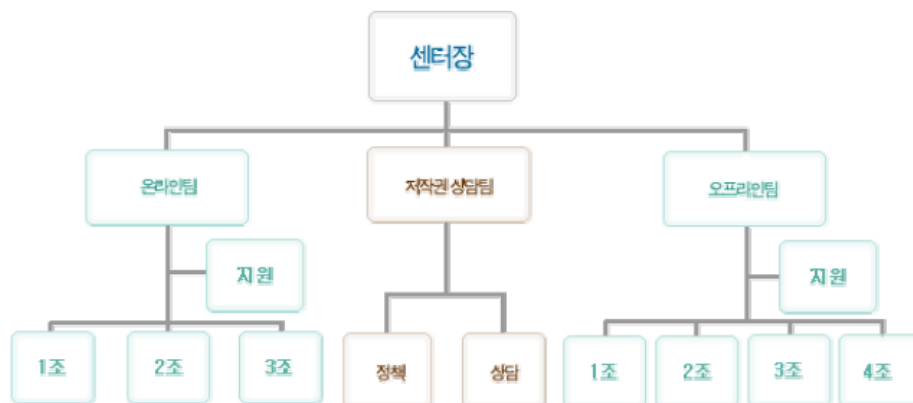 센터장
온라인팀
저작권 상담팀
오프라인팀
지원
지원
1조
2조
3조
정책
상담
1조
2조
3조
4조